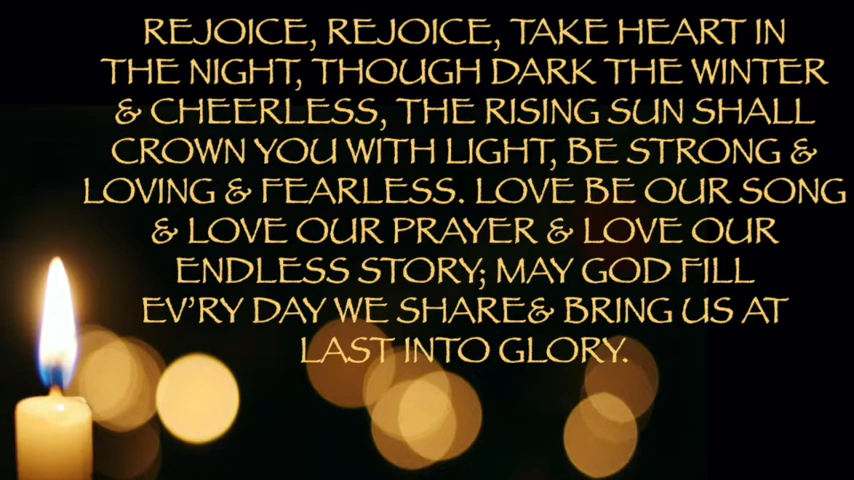 REJOICE, REJOICE, TAKE HEART IN
THE NIGHT, THOUGH DARK THE WINTER
& CHEERLESS, THE RISING SUN SHALL
CROWN YOU WITH LIGHT, BE STRONG &
LOVING & FEARLESS. LOVE BE OUR SONG
& LOVE OUR PRAYER & LOVE OUR
ENDLESS STORY; MAY GOD FILL
EV'RY DAY WE SHARE& BRING US AT
LAST INTO GLORY.